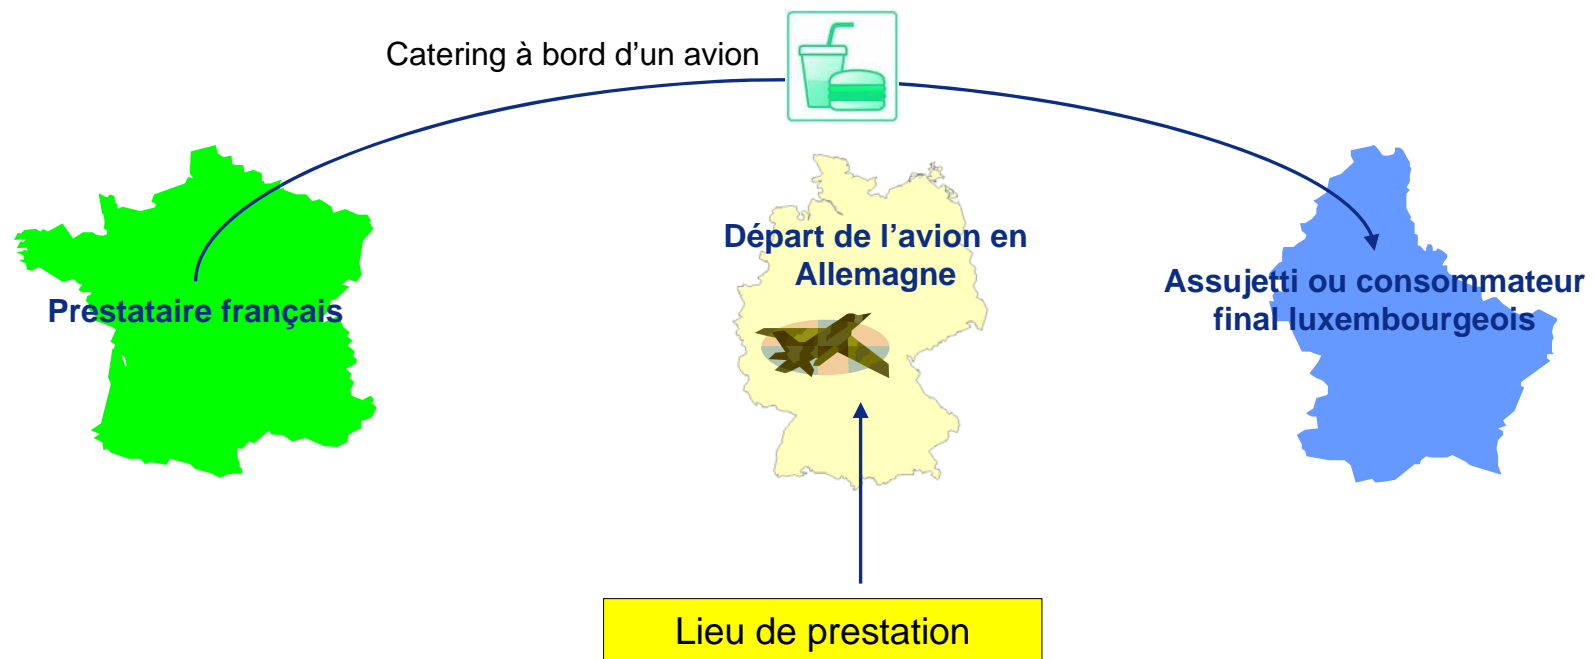 Catering à bord d’un avion
Départ de l’avion en
Allemagne
Prestataire français
Assujetti ou consommateur
final luxembourgeois
Lieu de prestation